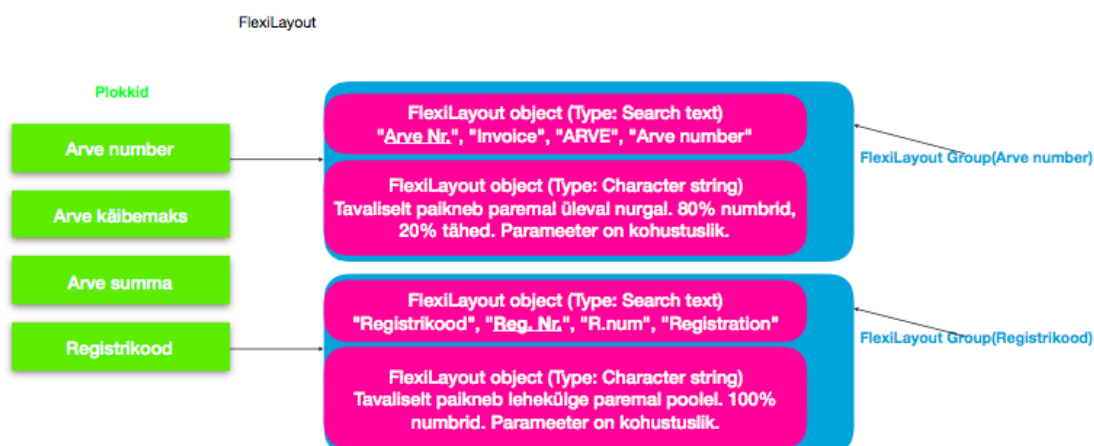 FlexiLayout
Plokkid
Arve number
Arve käibemaks
Arve summa
Registrikood
FlexiLayout object (Type: Search text)
"Arve Nr.", "Invoice", "ARVE", "Arve number"
FlexiLayout object (Type: Character string)
Tavaliselt paikneb paremal üleval nurgal. 80% numbrid,
20% tähed. Parameeter on kohustuslik.
FlexiLayout Group(Arve number)
FlexiLayout object (Type: Search text)
"Registrikood", "Reg. Nr.", "R.num", "Registration"
FlexiLayout object (Type: Character string)
Tavaliselt paikneb lehekülge paremal poolel. 100%
numbrid. Parameeter on kohustuslik.
FlexiLayout Group(Registrikood)